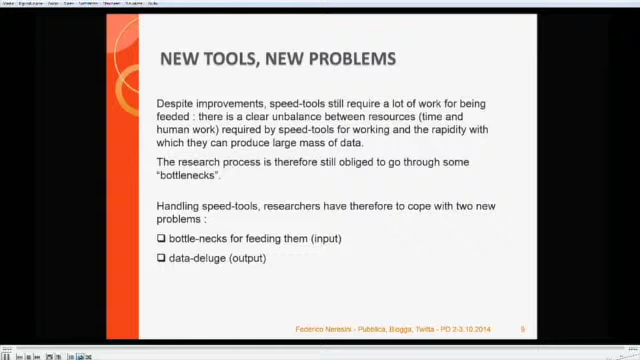 NEW TOOLS, NEW PROBLEMS
Despite improvements, speed-tools still require a lot of work for being
feeded : there is a clear unbalance between resources (time and
human work) required by speed-tools for working and the rapidity with
which they can produce large mass of data.
The research process is therefore still obliged to go through some
“bottlenecks”.
Handling speed-tools, researchers have therefore to cope with two new
problems :
bottle-necks for feeding them (input)
data-deluge (output)
Federico Neresini - Pubblica, Blogga, Twitta - PD 2-3.10.2014 9